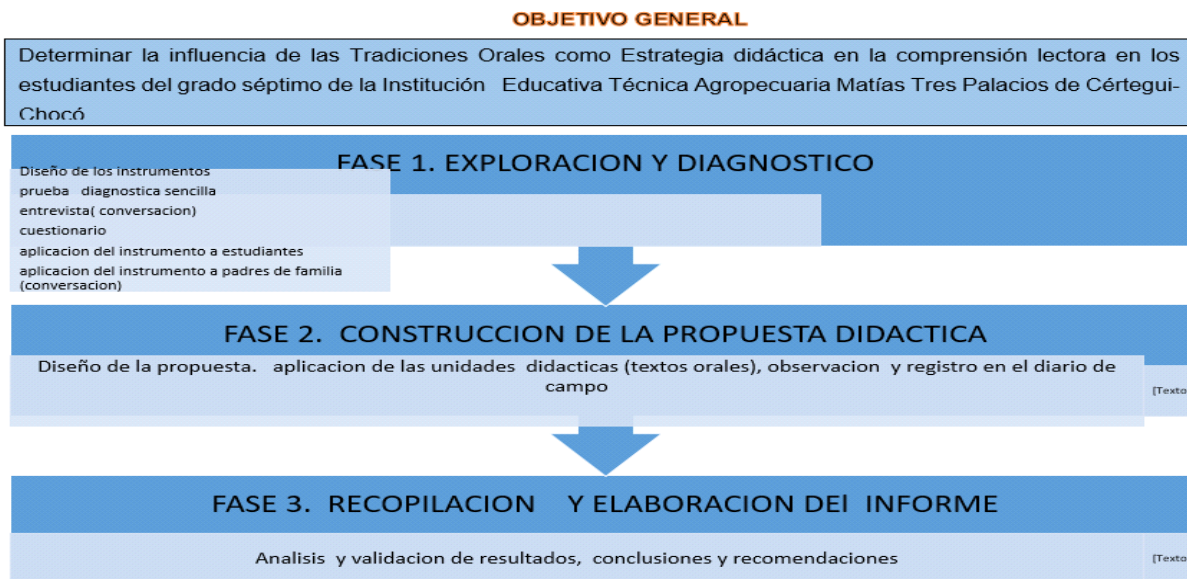 OBJETIVO GENERAL
Determinar la influencia de las Tradiciones Orales como Estrategia didáctica en la comprensión lectora en los
estudiantes del grado séptimo de la Institución Educativa Técnica Agropecuaria Matías Tres Palacios de Cértegui-
Chocó
FASE 1. EXPLORACION Y DIAGNOSTICO
Diseño de los instrumentos
prueba diagnostica sencilla
entrevista( conversacion)
cuestionario
aplicacion del instrumento a estudiantes
aplicacion del instrumento a padres de familia
(conversacion)
FASE 2. CONSTRUCCION DE LA PROPUESTA DIDACTICA
Diseño de la propuesta. aplicacion de las unidades didacticas (textos orales), observacion y registro en el diario de
campo
[Texto
FASE 3. RECOPILACION Y ELABORACION DEl INFORME
Analisis y validacion de resultados, conclusiones y recomendaciones
[Texto